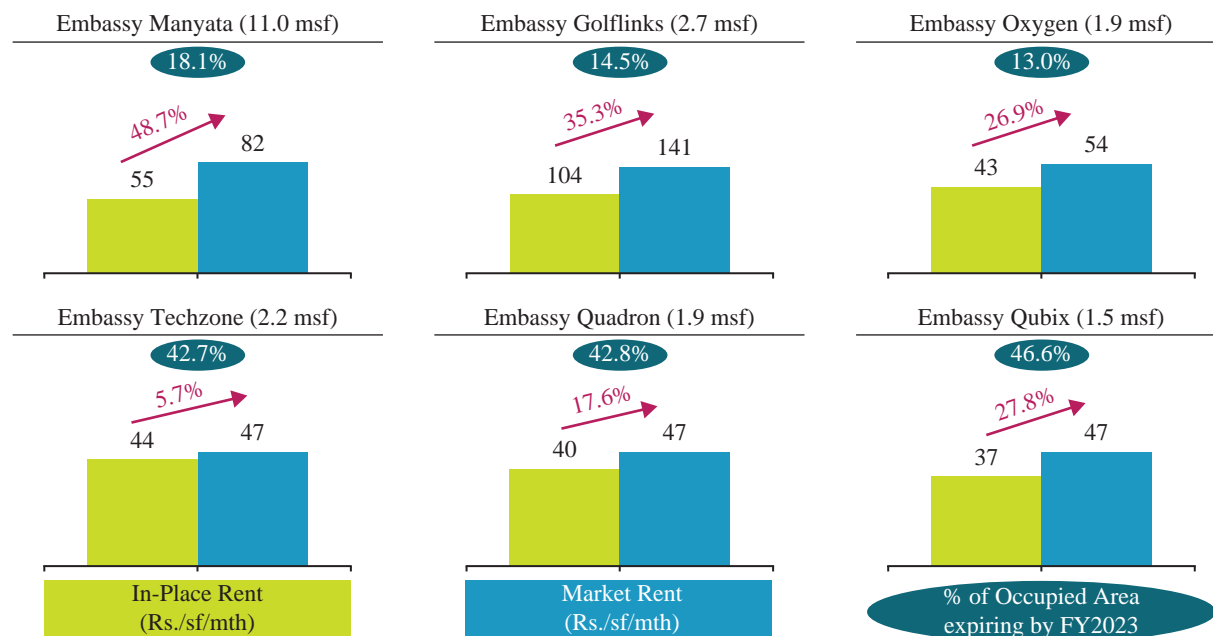 Embassy Manyata (11.0 msf)
18.1%
48.7%
55
82
Embassy Golflinks (2.7 msf)
14.5%
35.3%
104
141
Embassy Oxygen (1.9 msf)
13.0%
26.9%
43
54
Embassy Techzone (2.2 msf)
42.7%
5.7%
44
47
Embassy Quadron (1.9 msf)
42.8%
17.6%
40
47
Embassy Qubix (1.5 msf)
46.6%
27.8%
37
47
In-Place Rent
(Rs./sf/mth)
Market Rent
(Rs./sf/mth)
% of Occupied Area
expiring by FY2023